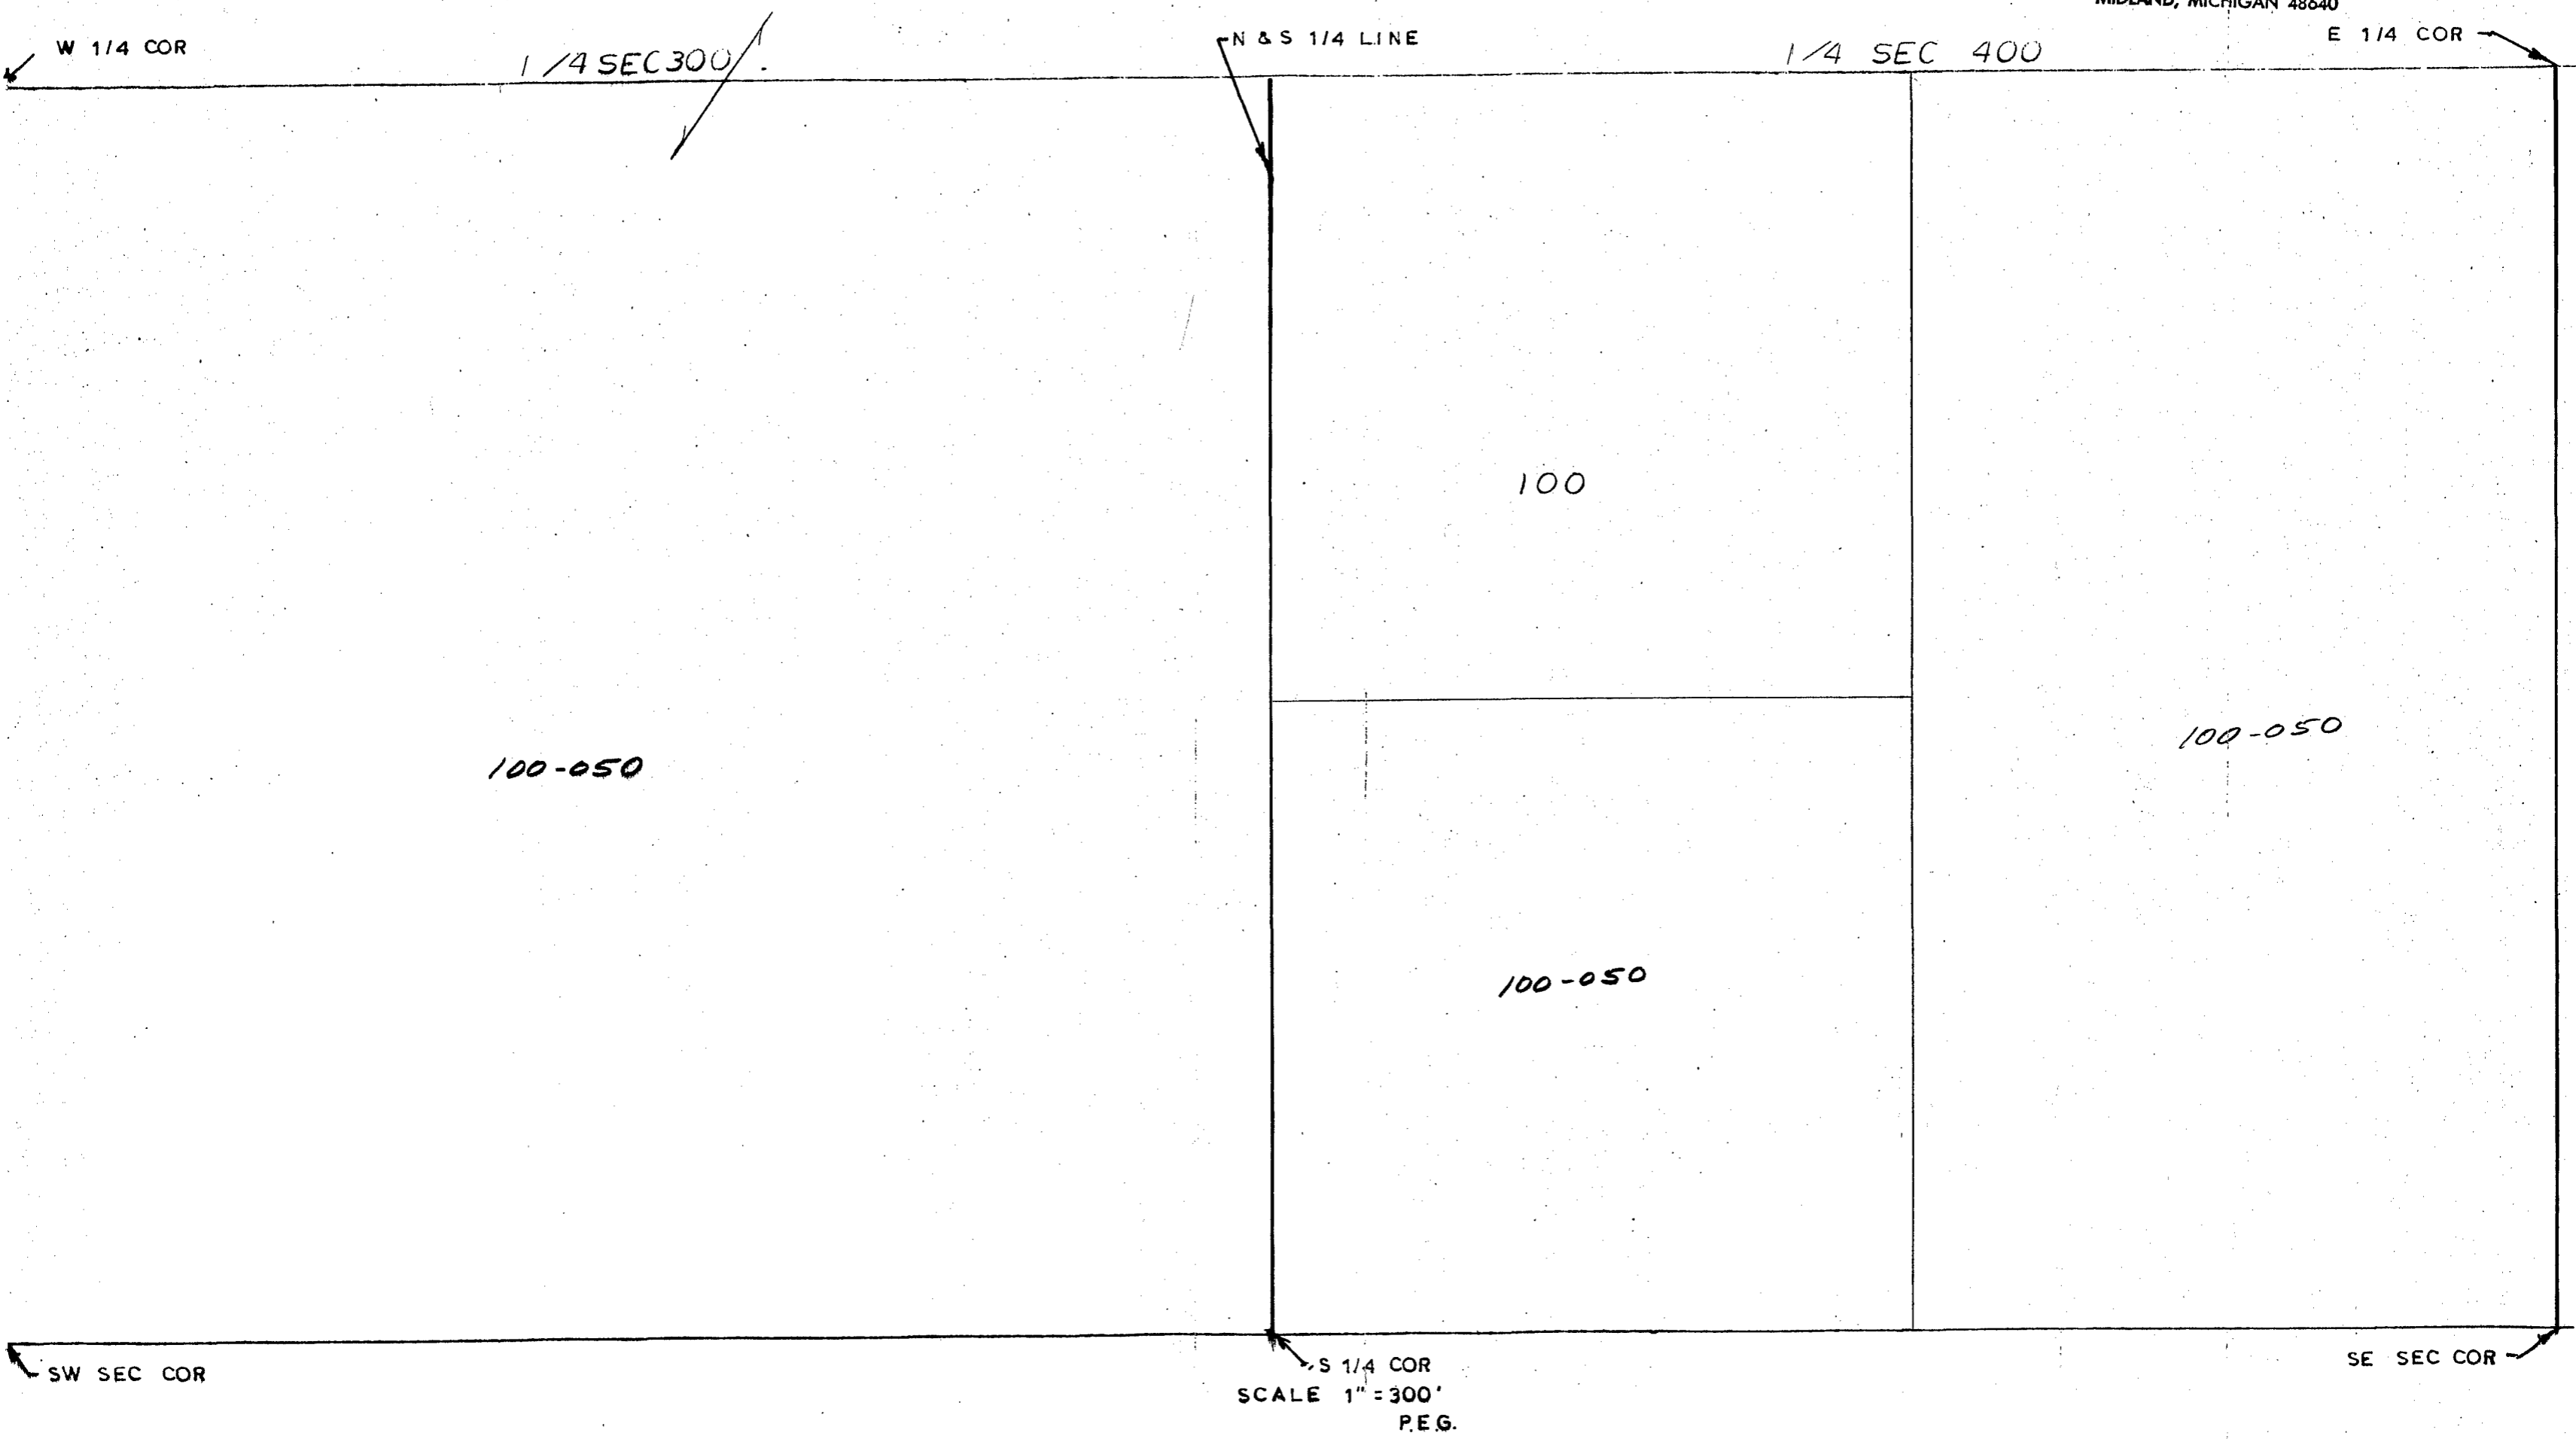 MIDLAND, MICHIGAN 48640
W 1/4 COR
1/4 SEC 300
N & S 1/4 LINE
1/4 SEC 400
E 1/4 COR
100
100-050
100-050
100-050
SW SEC COR
S 1/4 COR
SE SEC COR
SCALE 1" = 300'
P.E.G.